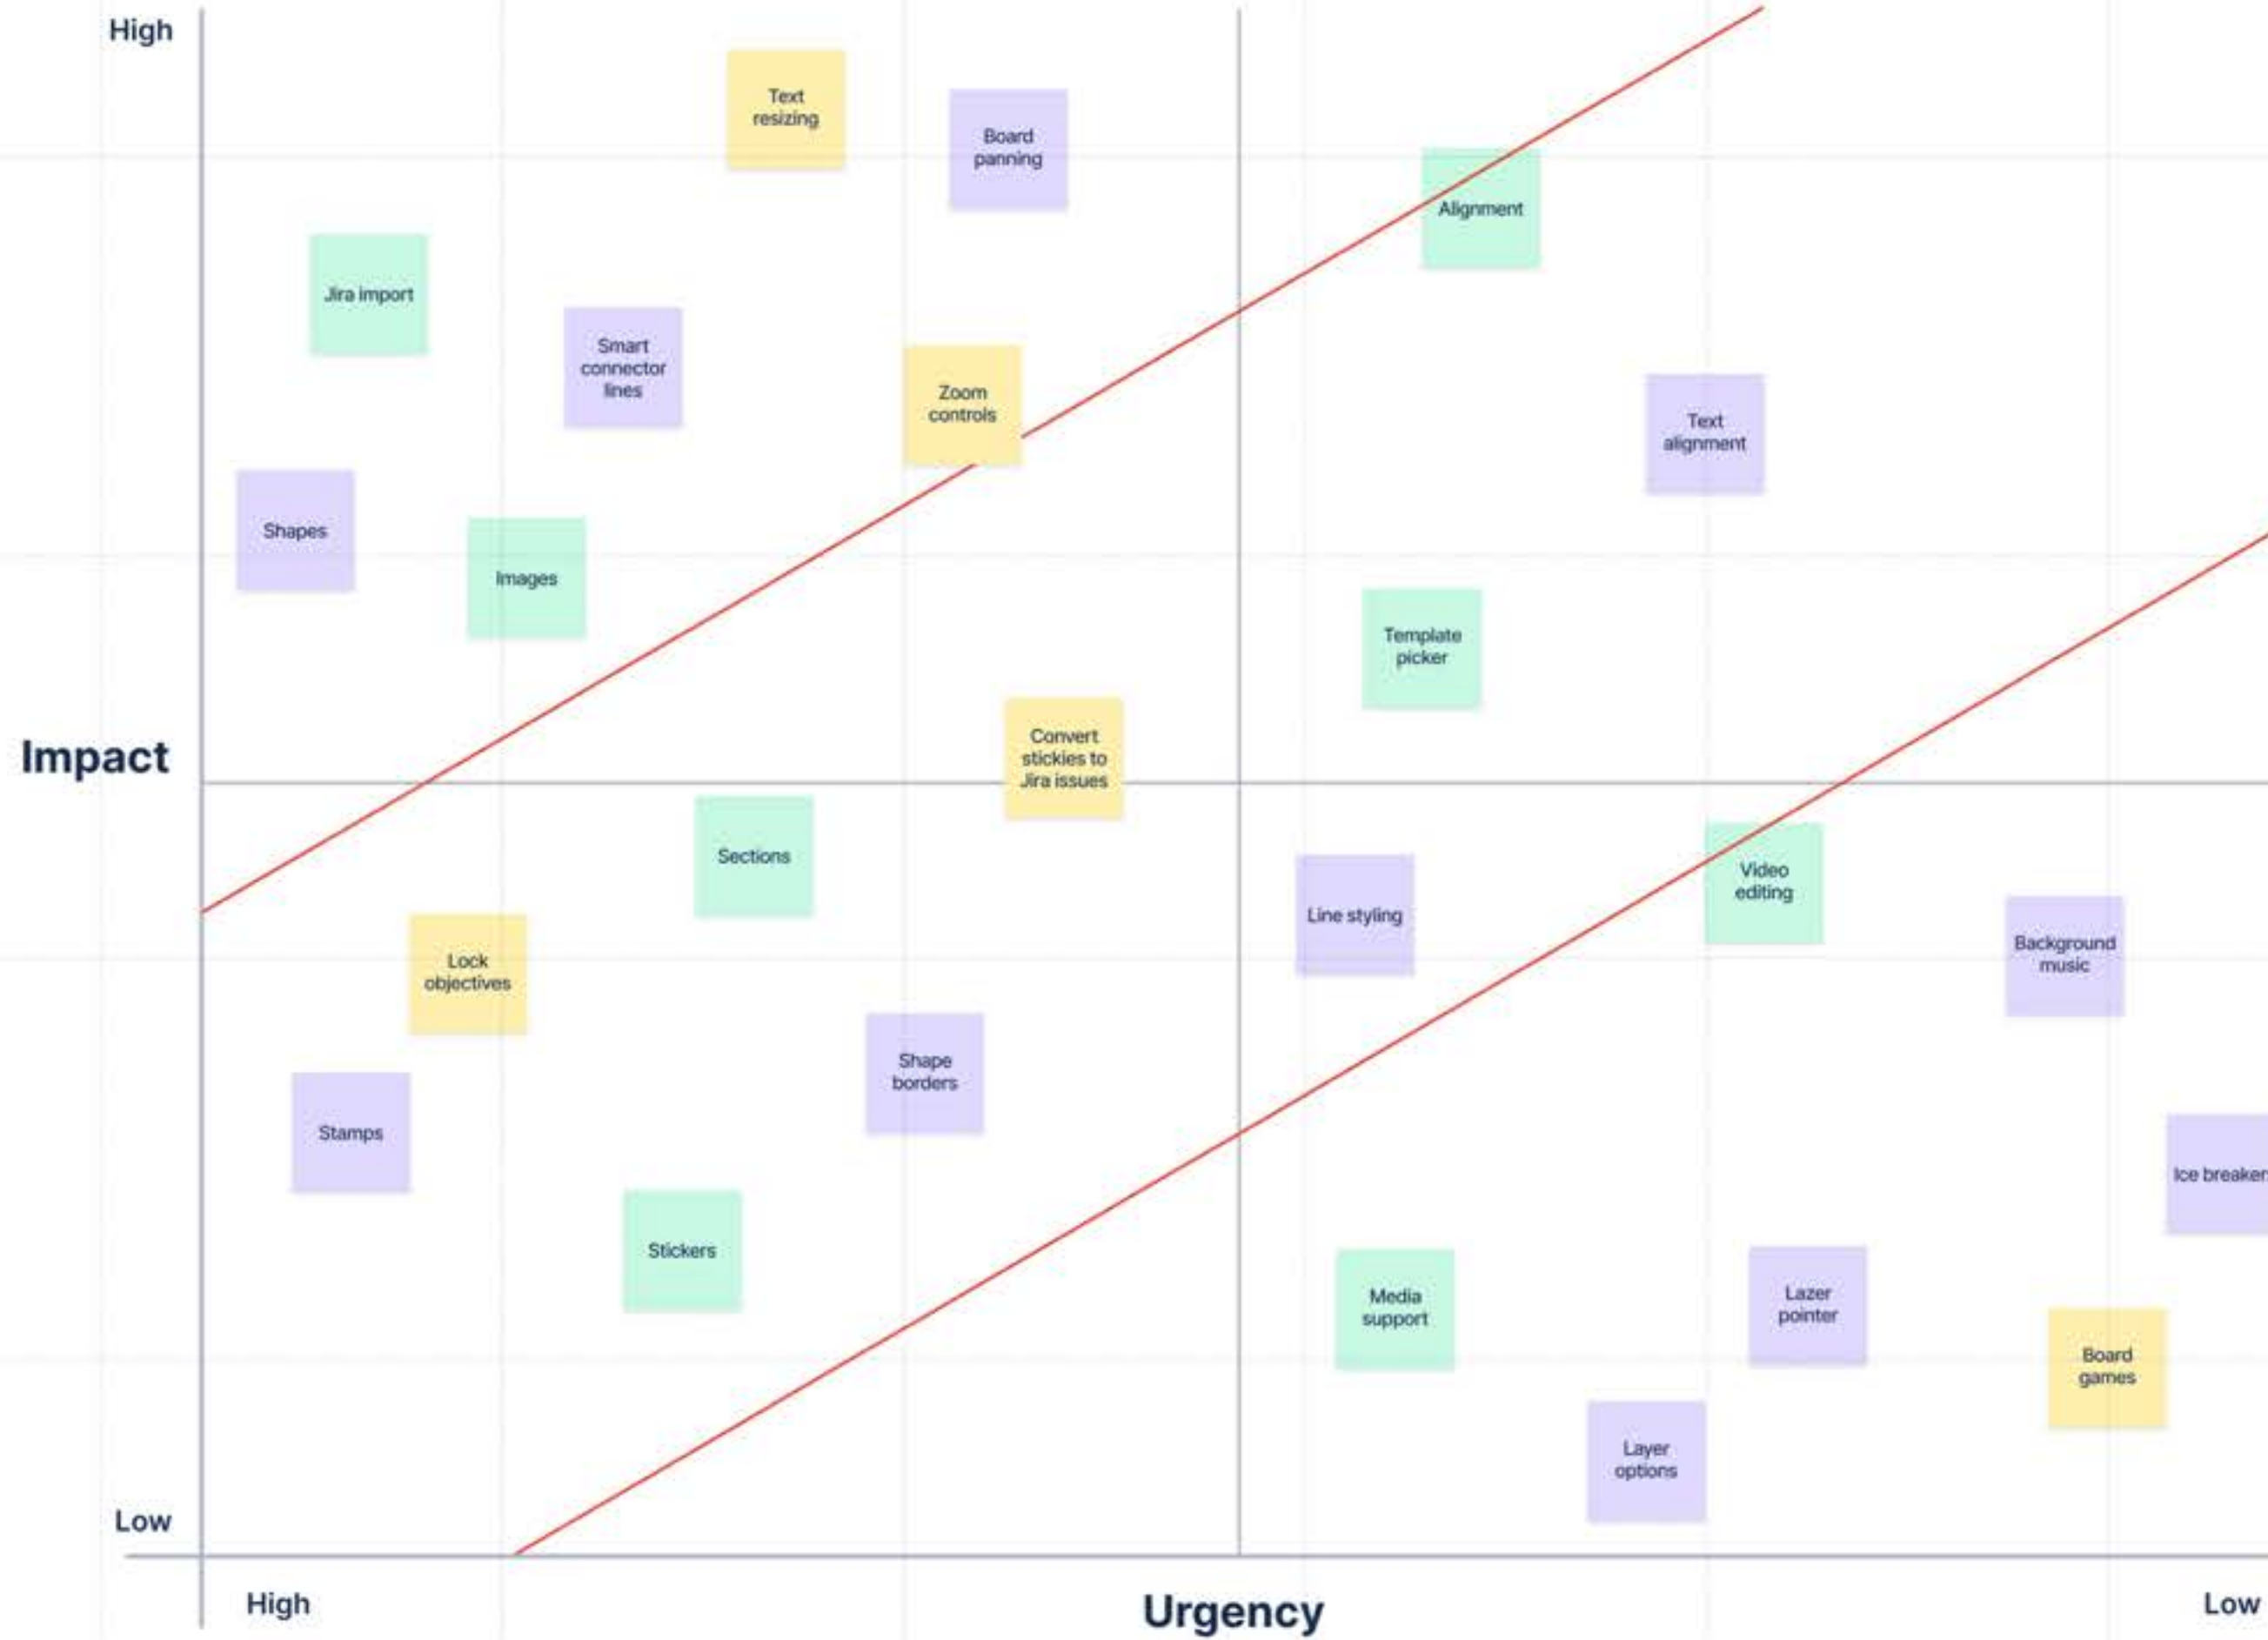 High
Text
resizing
Board
panning
Alignment
Jira import
Smart
connector
lines
Zoom
controls
Text
alignment
Shapes
Images
Template
picker
Impact
Convert
stickies to
Jira issues
Sections
Video
editing
Line styling
Background
music
Lock
objectives
Shape
borders
Stamps
Ice breaker
Stickers
Media
support
Lazer
pointer
Board
games
Layer
options
Low
High
Urgency
Low